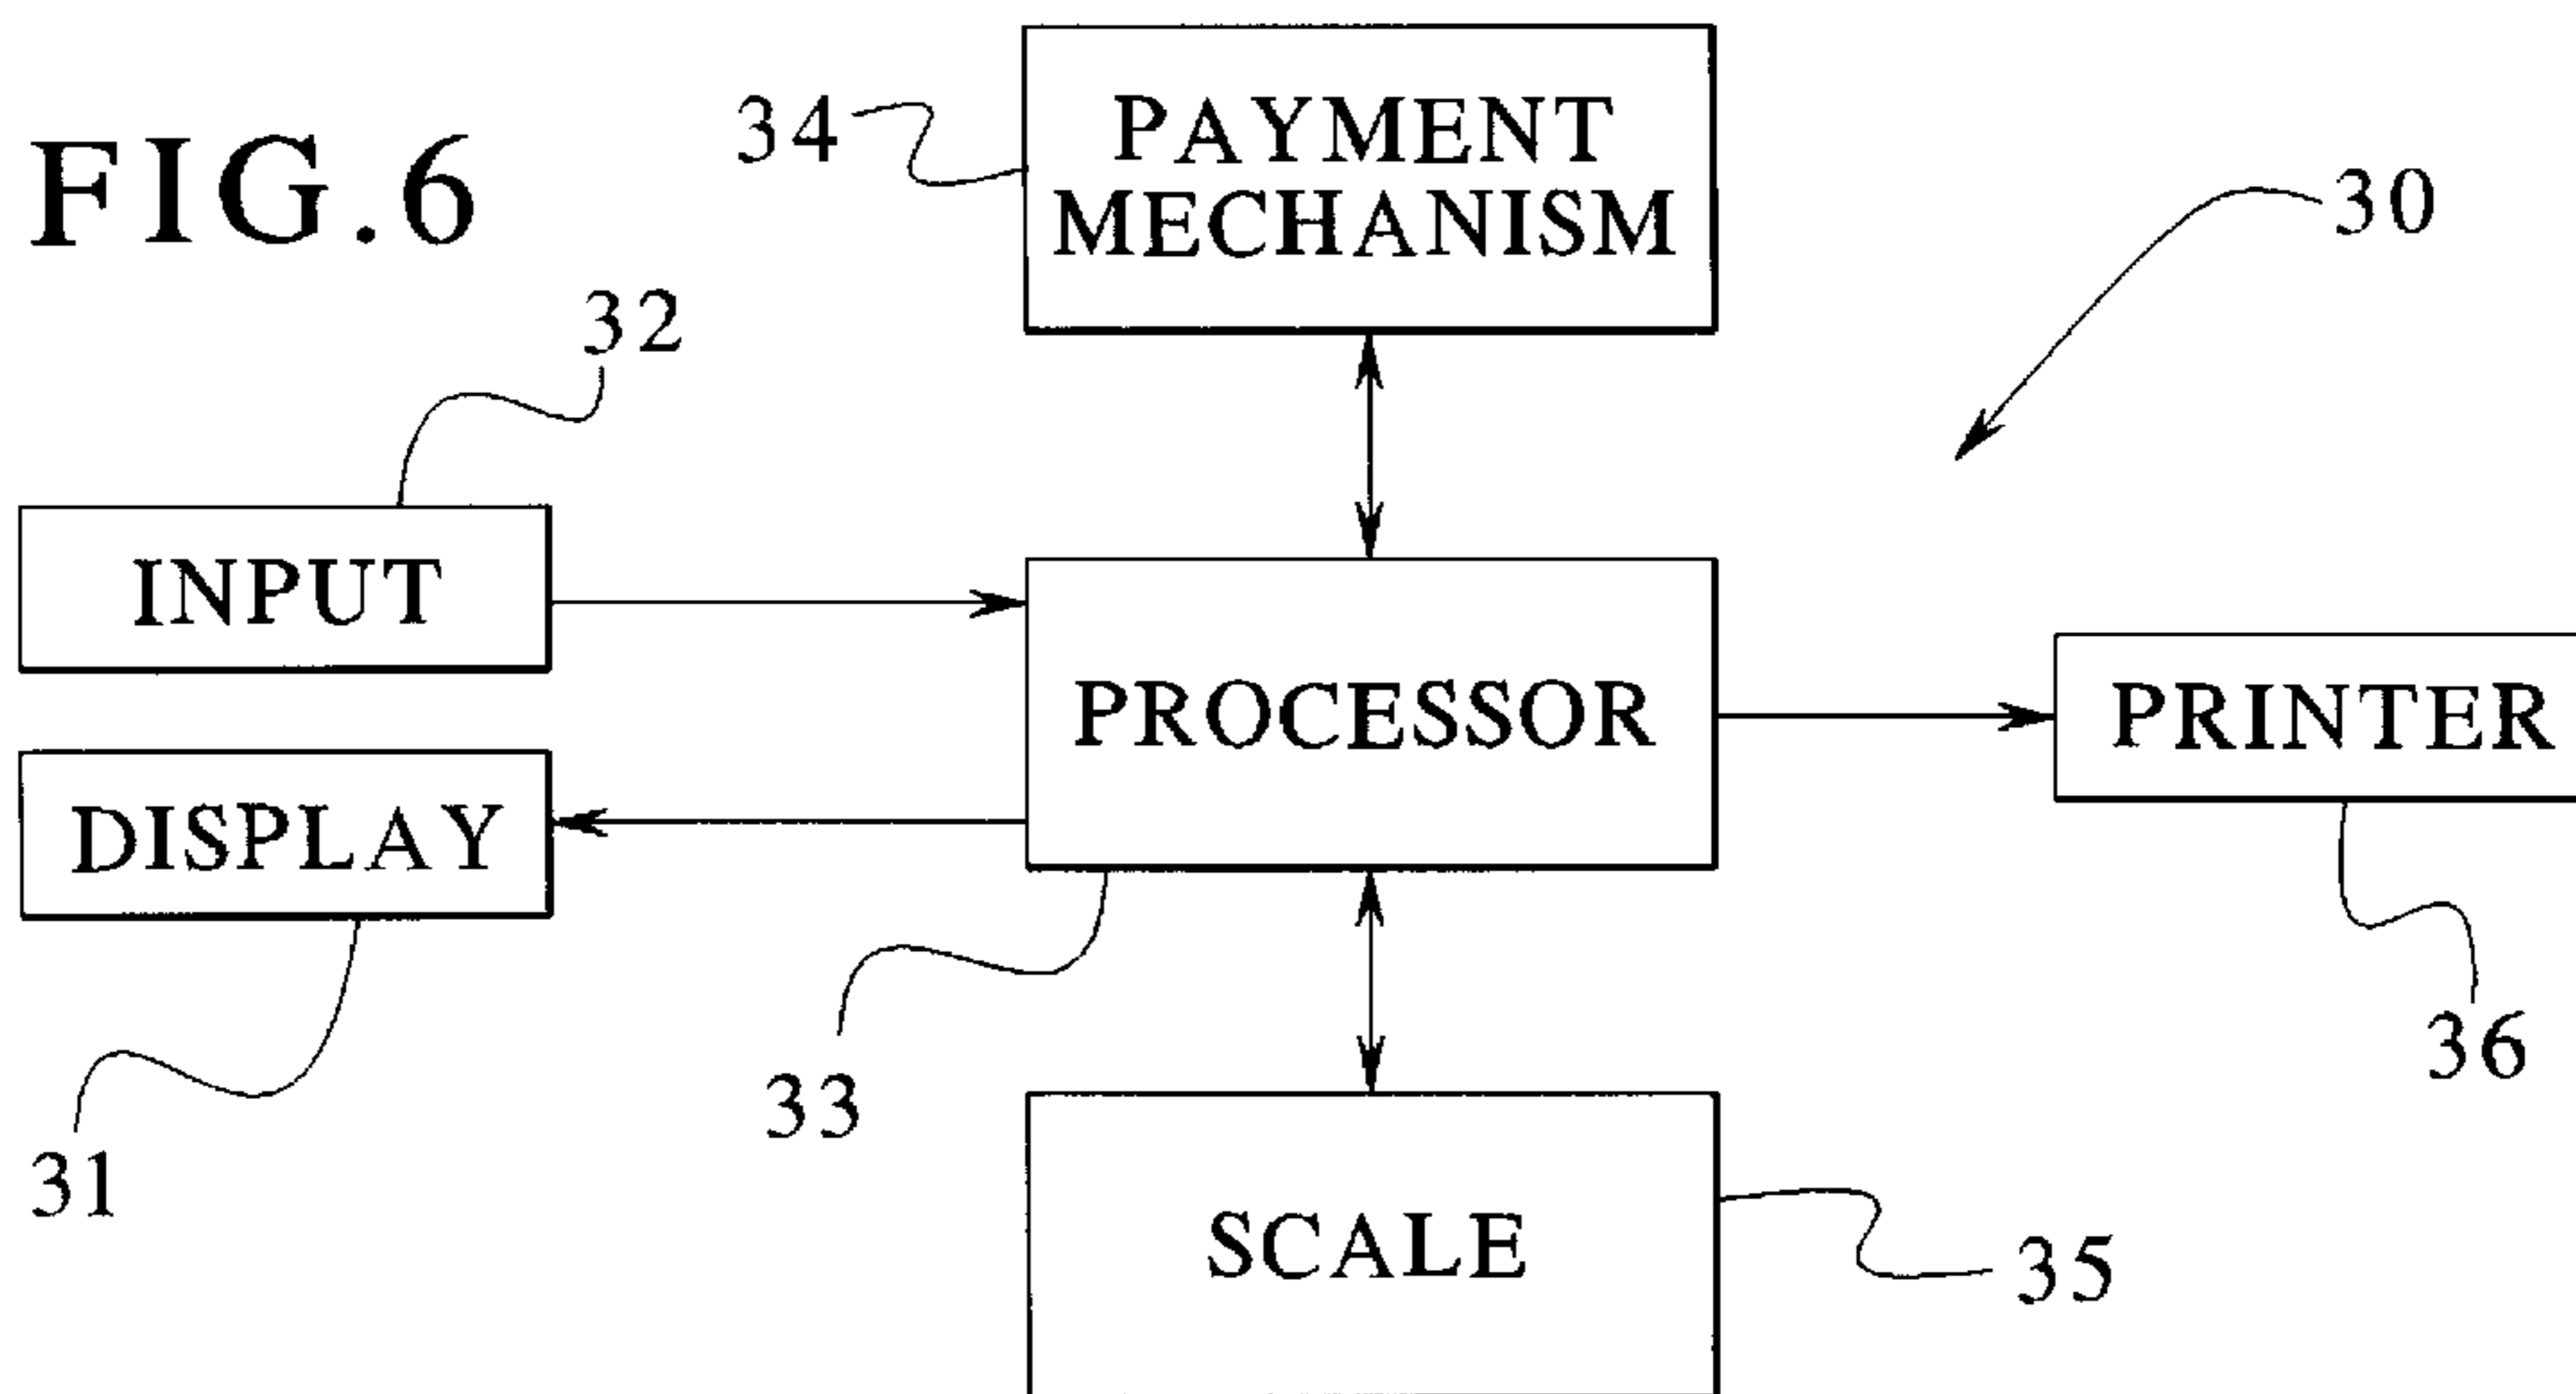 FIG.6
34
PAYMENT
MECHANISM
30
32
INPUT
PROCESSOR
PRINTER
DISPLAY
31
33
36
SCALE
35